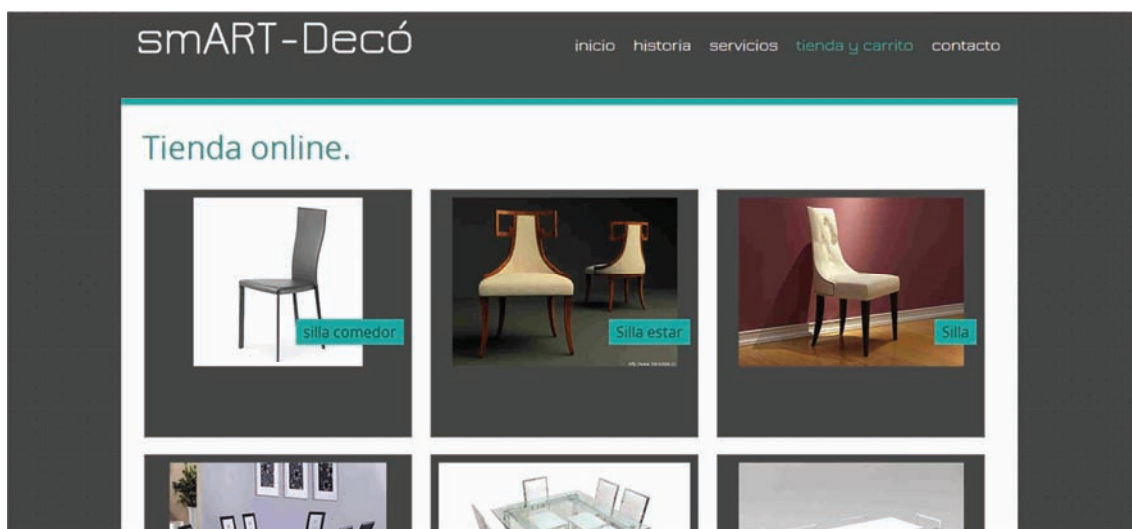 smART-Decó
inicio historia servicios tienda y carrito contacto
Tienda online.
silla comedor
Silla estar
Silla